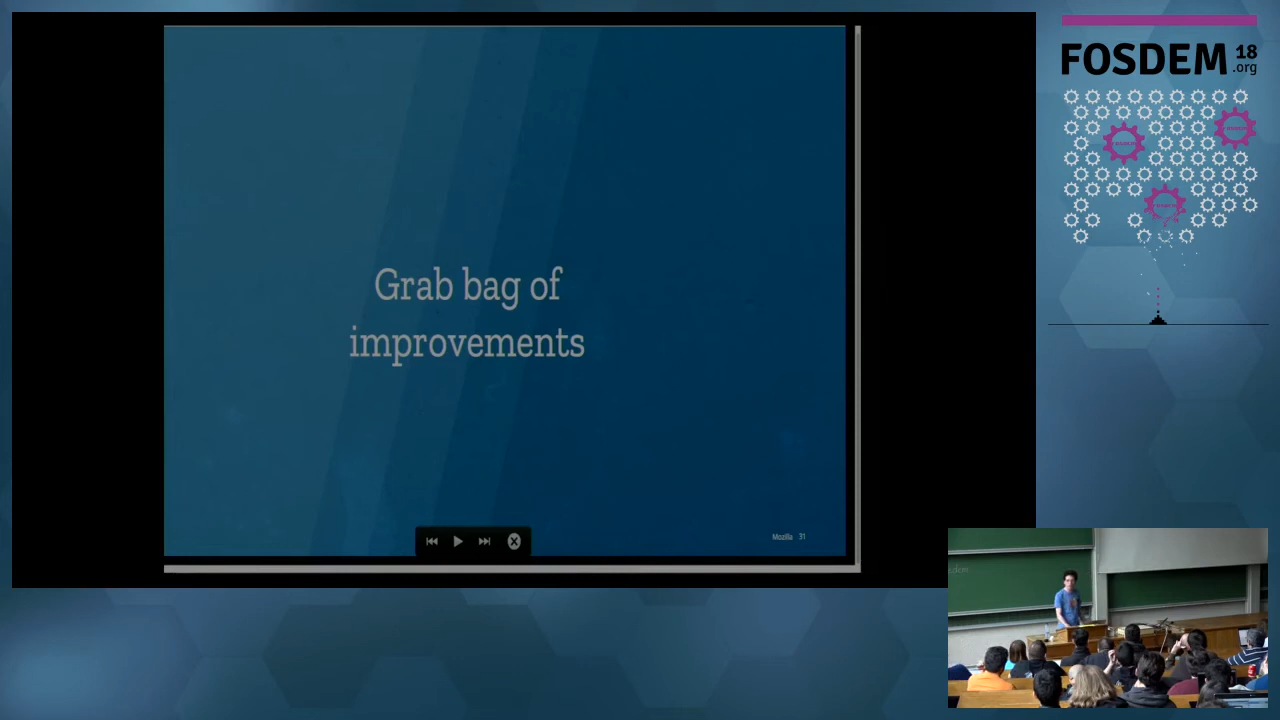 Grab bag of
improvements
Mozilla 31
FOSDEM 18
.org